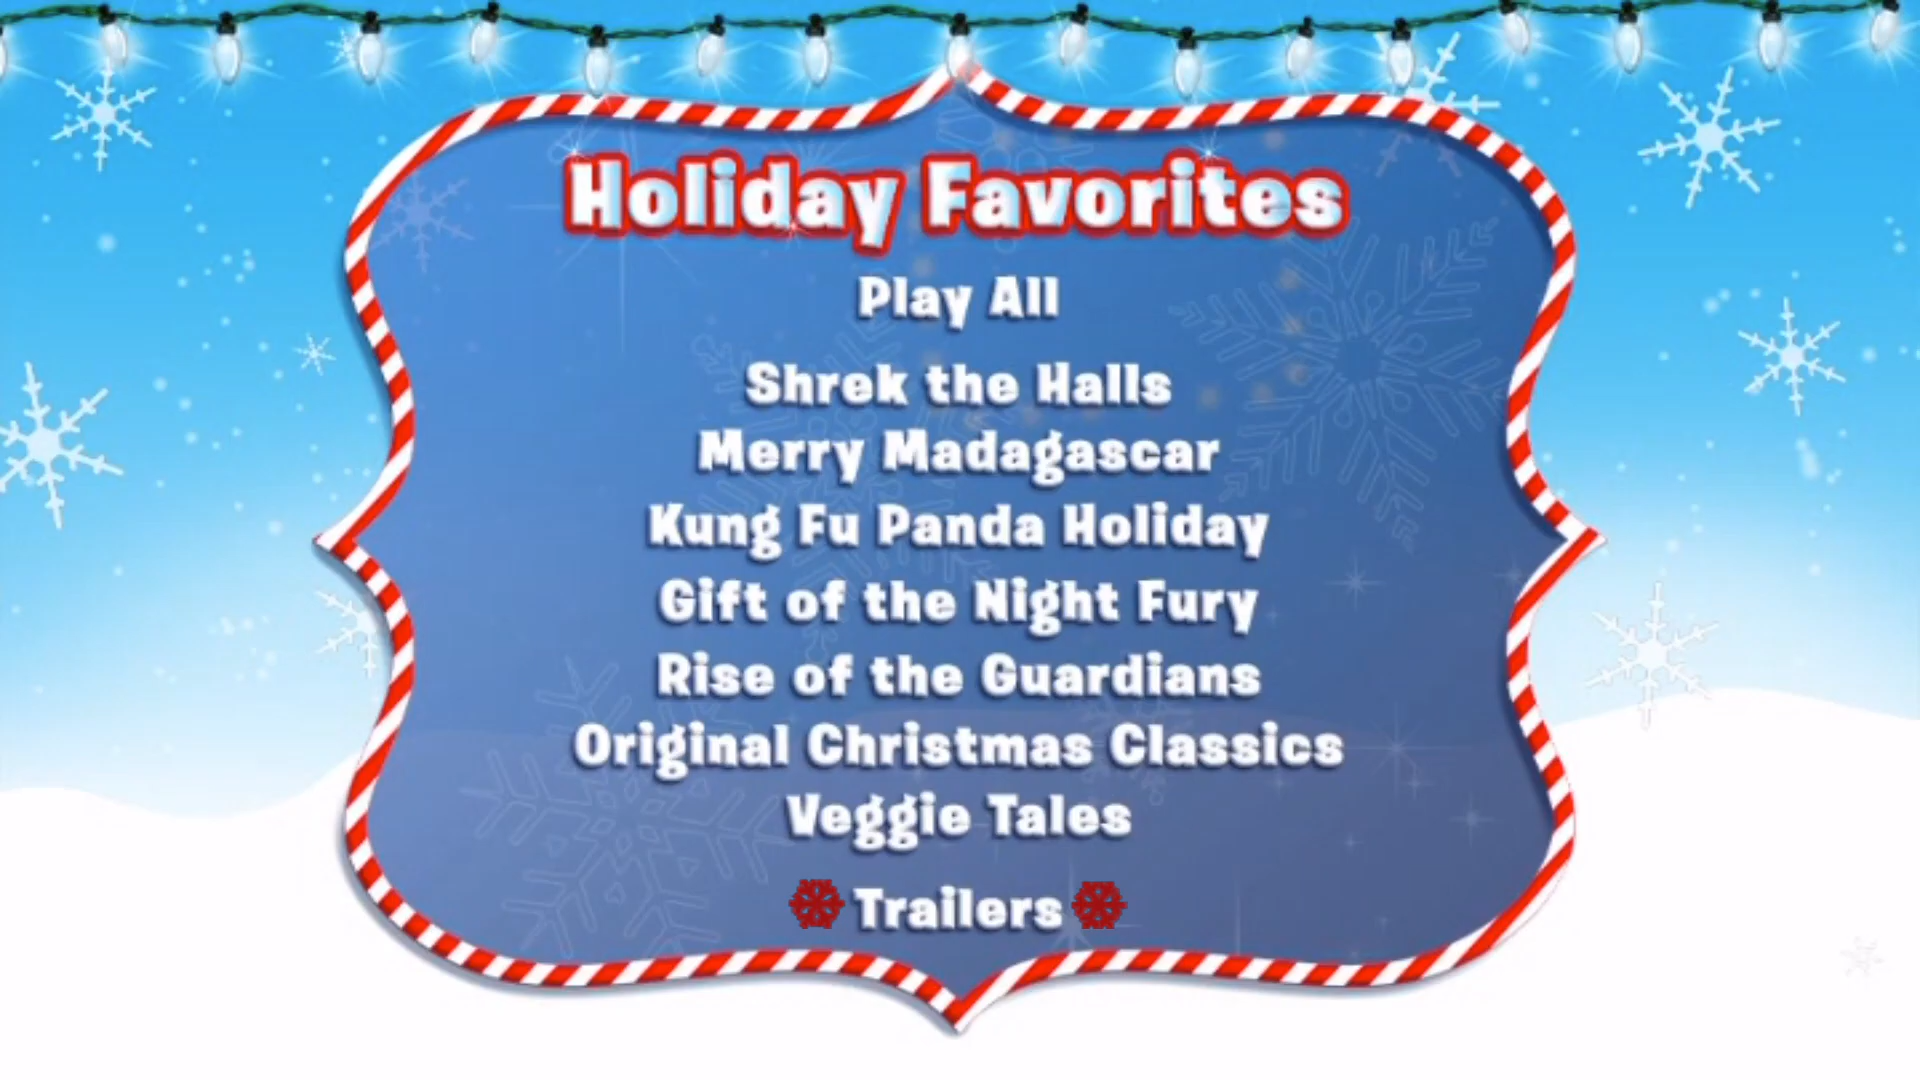 Holiday Favorites
Play All
Shrek the Halls
Merry Madagascar
Kung Fu Panda Holiday
Gift of the Night Fury
Rise of the Guardians
Original Christmas Classics
Veggie Tales
Trailers